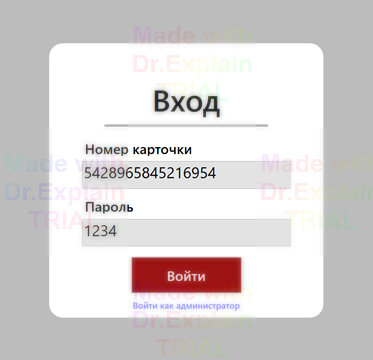 Made with
Dr.Explain
TRIAL
Вход
Номер карточки
5428965845216954
Made with
Dr.Explain
TRIAL
Made with
Dr.Explain
TRIAL
Пароль
1234
Войти
Войти как администратор
Made with
Dr.Explain
TRIAL